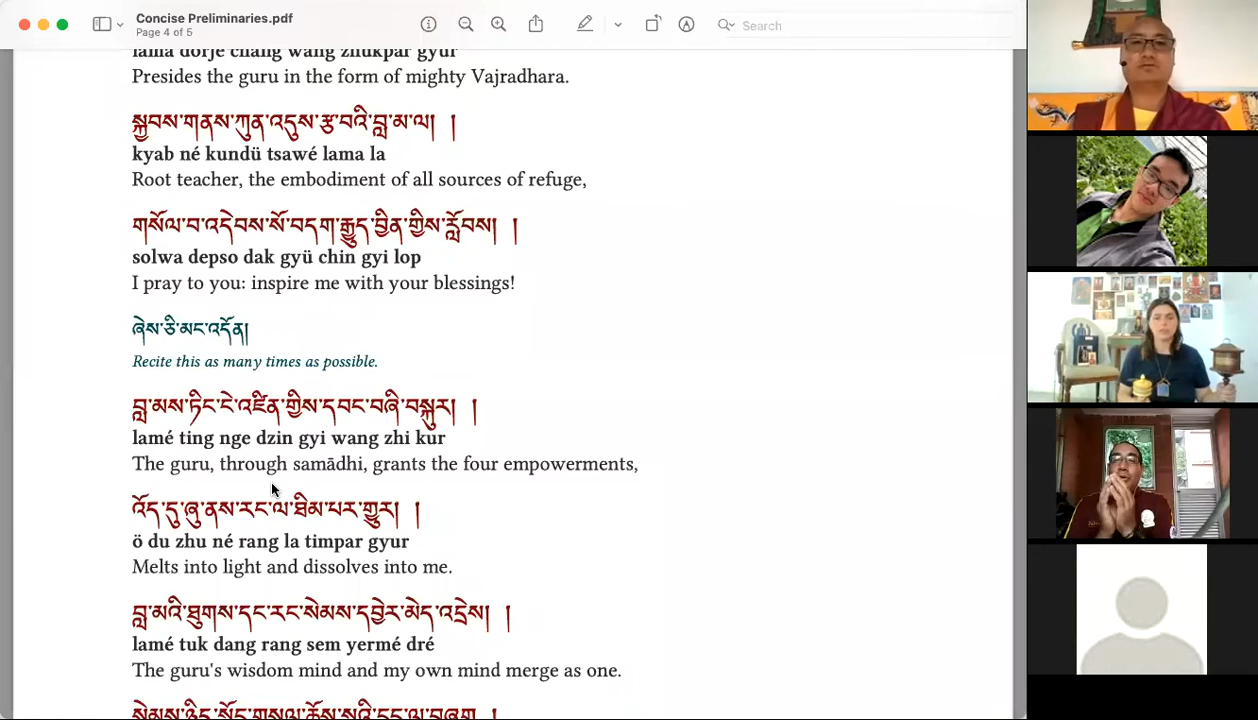 Concise Preliminaries.pdf
Page 4 of 5
Search
lama dorje chang wang zhukpar gyur
Presides the guru in the form of mighty Vajradhara.
སྐྱབས་གནས་ཀུན་འདུས་རྩ་བའི་བླ་མ་ལ། །
kyab né kundü tsawé lama la
Root teacher, the embodiment of all sources of refuge,
གསོལ་བ་འདེབས་སོ་བདག་རྒྱུད་བྱིན་གྱིས་རློབས། །
solwa depso dak gyü chin gyi lop
I pray to you: inspire me with your blessings!
ཞེས་ཅི་མང་འདོན།
Recite this as many times as possible.
བླ་མས་ཏིང་ངེ་འཛིན་གྱིས་དབང་བཞི་བསྐུར། །
lamé ting nge dzin gyi wang zhi kur
The guru, through samādhi, grants the four empowerments,
འོད་དུ་ཞུ་ནས་རང་ལ་ཐིམ་པར་གྱུར། །
ö du zhu né rang la timpar gyur
Melts into light and dissolves into me.
བླ་མའི་ཐུགས་དང་རང་སེམས་དབྱེར་མེད་འདྲེས། །
lamé tuk dang rang sem yermé dré
The guru's wisdom mind and my own mind merge as one.